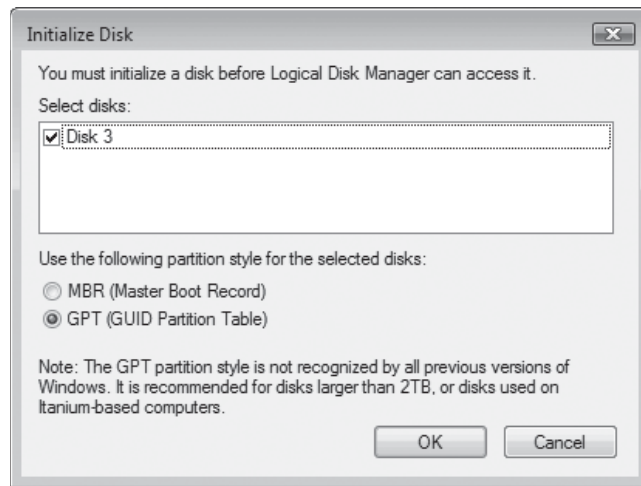 Initialize Disk
You must initialize a disk before Logical Disk Manager can access it.
Select disks:
Disk 3
Use the following partition style for the selected disks:
MBR (Master Boot Record)
GPT (GUID Partition Table)
Note: The GPT partition style is not recognized by all previous versions of
Windows. It is recommended for disks larger than 2TB, or disks used on
Itanium-based computers.
OK
Cancel